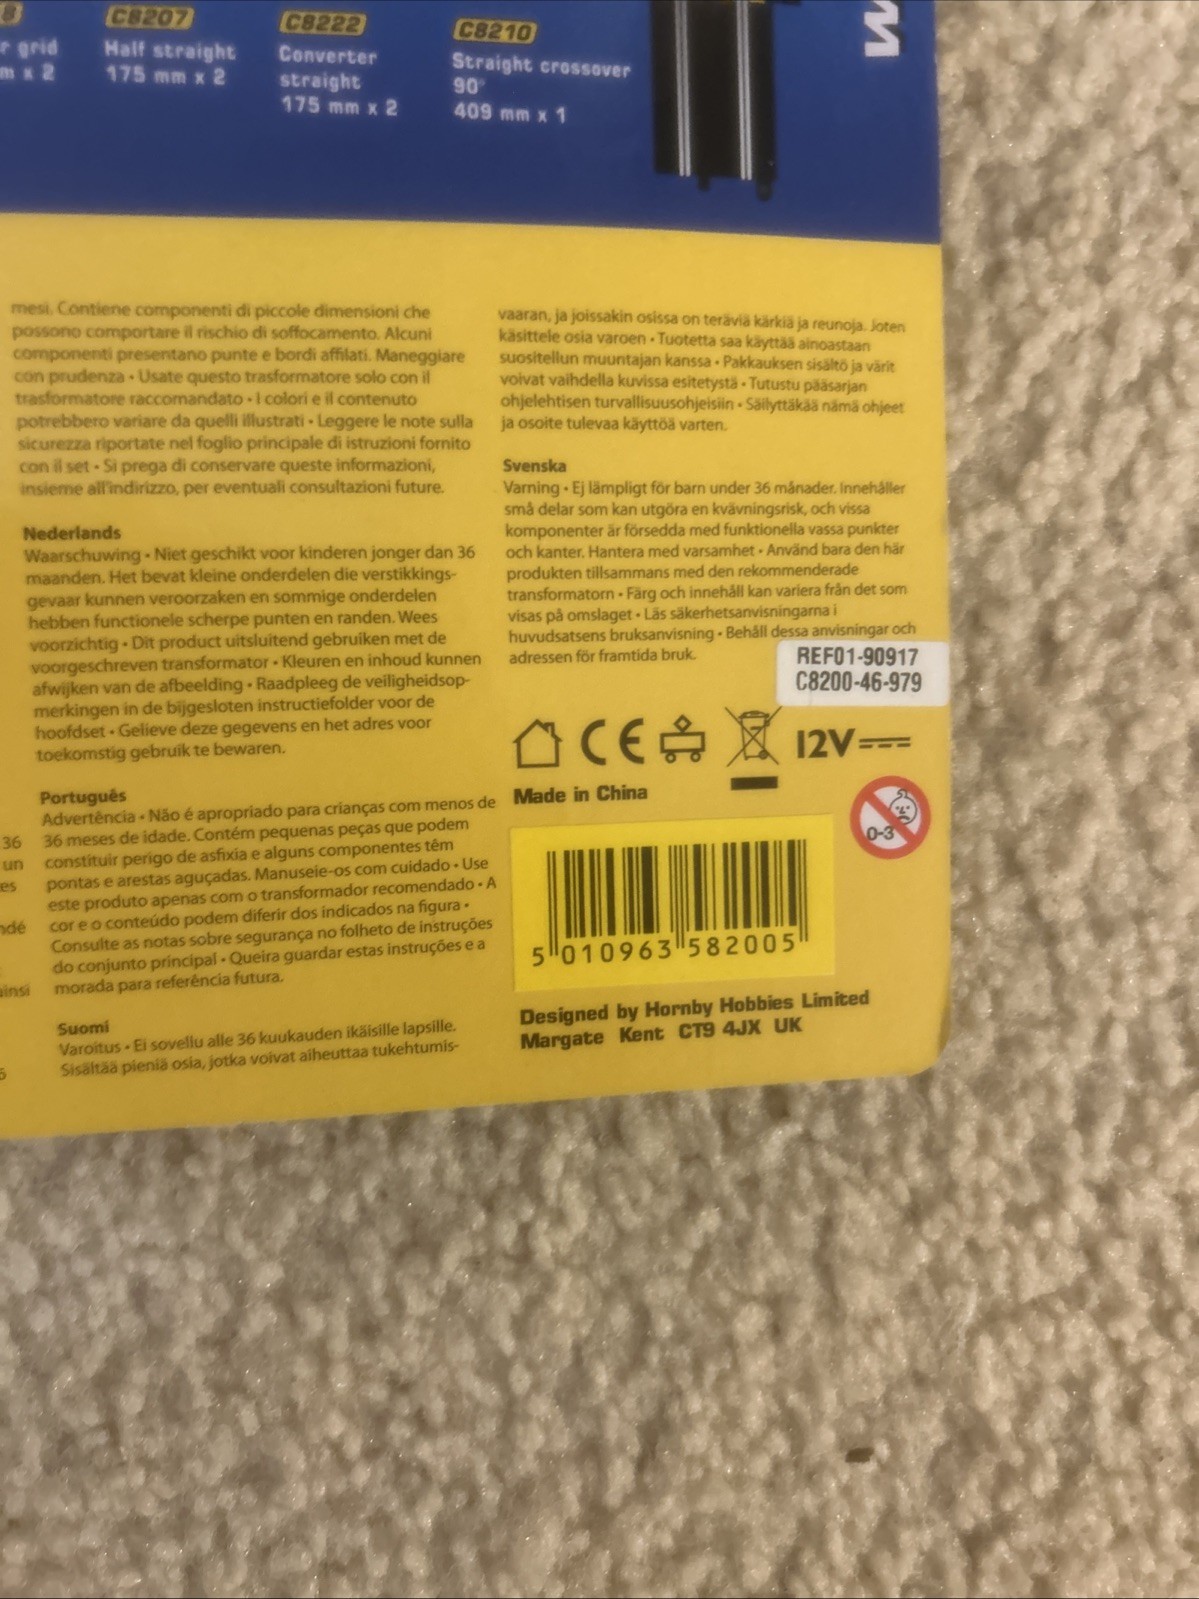 C8207
Half straight
175 mm x 2
C8222
Converter
straight
175 mm x 2
C8210
Straight crossover
90°
409 mm x 1
r grid
m x 2
mesi. Contiene componenti di piccole dimensioni che
possono comportare il rischio di soffocamento. Alcuni
componenti presentano punte e bordi affilati. Maneggiare
con prudenza • Usate questo trasformatore solo con il
trasformatore raccomandato • I colori e il contenuto
potrebbero variare da quelli illustrati • Leggere le note sulla
sicurezza riportate nel foglio principale di istruzioni fornito
con il set • Si prega di conservare queste informazioni,
insieme all'indirizzo, per eventuali consultazioni future.
Nederlands
Waarschuwing • Niet geschikt voor kinderen jonger dan 36
maanden. Het bevat kleine onderdelen die verstikkings-
gevaar kunnen veroorzaken en sommige onderdelen
hebben functionele scherpe punten en randen. Wees
voorzichtig • Dit product uitsluitend gebruiken met de
voorgeschreven transformator • Kleuren en inhoud kunnen
afwijken van de afbeelding • Raadpleeg de veiligheidsop-
merkingen in de bijgesloten instructiefolder voor de
hoofdset • Gelieve deze gegevens en het adres voor
toekomstig gebruik te bewaren.
Português
Advertência • Não é apropriado para crianças com menos de
36 meses de idade. Contém pequenas peças que podem
constituir perigo de asfixia e alguns componentes têm
pontas e arestas aguçadas. Manuseie-os com cuidado • Use
este produto apenas com o transformador recomendado • A
cor e o conteúdo podem diferir dos indicados na figura •
Consulte as notas sobre segurança no folheto de instruções
do conjunto principal • Queira guardar estas instruções e a
morada para referência futura.
Suomi
Varoitus • Ei sovellu alle 36 kuukauden ikäisille lapsille.
Sisältää pieniä osia, jotka voivat aiheuttaa tukehtumis-
36
un
es
ndé
ainsi
vaaran, ja joissakin osissa on teräviä kärkiä ja reunoja. Joten
käsittele osia varoen • Tuotetta saa käyttää ainoastaan
suositellun muuntajan kanssa • Pakkauksen sisältö ja värit
voivat vaihdella kuvissa esitetystä • Tutustu pääsarjan
ohjelehtisen turvallisuusohjeisiin • Säilyttäkää nämä ohjeet
ja osoite tulevaa käyttöä varten.
Svenska
Varning • Ej lämpligt för barn under 36 månader. Innehåller
små delar som kan utgöra en kvävningsrisk, och vissa
komponenter är försedda med funktionella vassa punkter
och kanter. Hantera med varsamhet • Använd bara den här
produkten tillsammans med den rekommenderade
transformatorn • Färg och innehåll kan variera från det som
visas på omslaget • Läs säkerhetsanvisningarna i
huvudsatsens bruksanvisning • Behåll dessa anvisningar och
adressen för framtida bruk.
REF01-90917
C8200-46-979
CE
12V
Made in China
0-3
5 010963 582005
Designed by Hornby Hobbies Limited
Margate Kent CT9 4JX UK